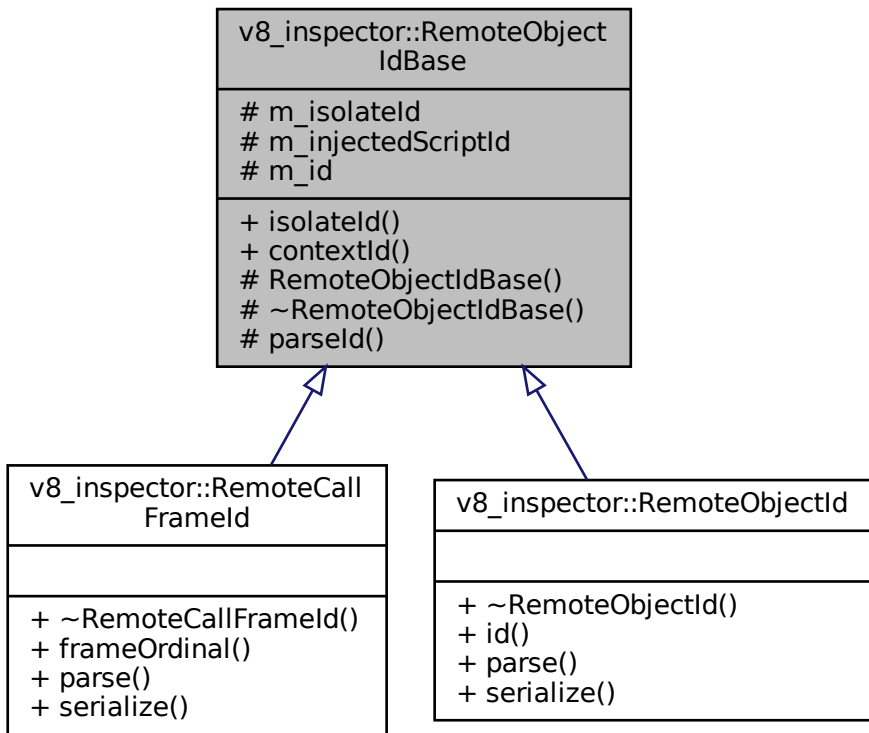 v8_inspector::RemoteObject
IdBase
# m_isolateId
# m_injectedScriptId
# m_id
+ isolateId()
+ contextId()
# RemoteObjectIdBase()
# ~RemoteObjectIdBase()
# parseId()
v8_inspector::RemoteCall
FrameId
+ ~RemoteCallFrameId()
+ frameOrdinal()
+ parse()
+ serialize()
v8_inspector::RemoteObjectId
+ ~RemoteObjectId()
+ id()
+ parse()
+ serialize()